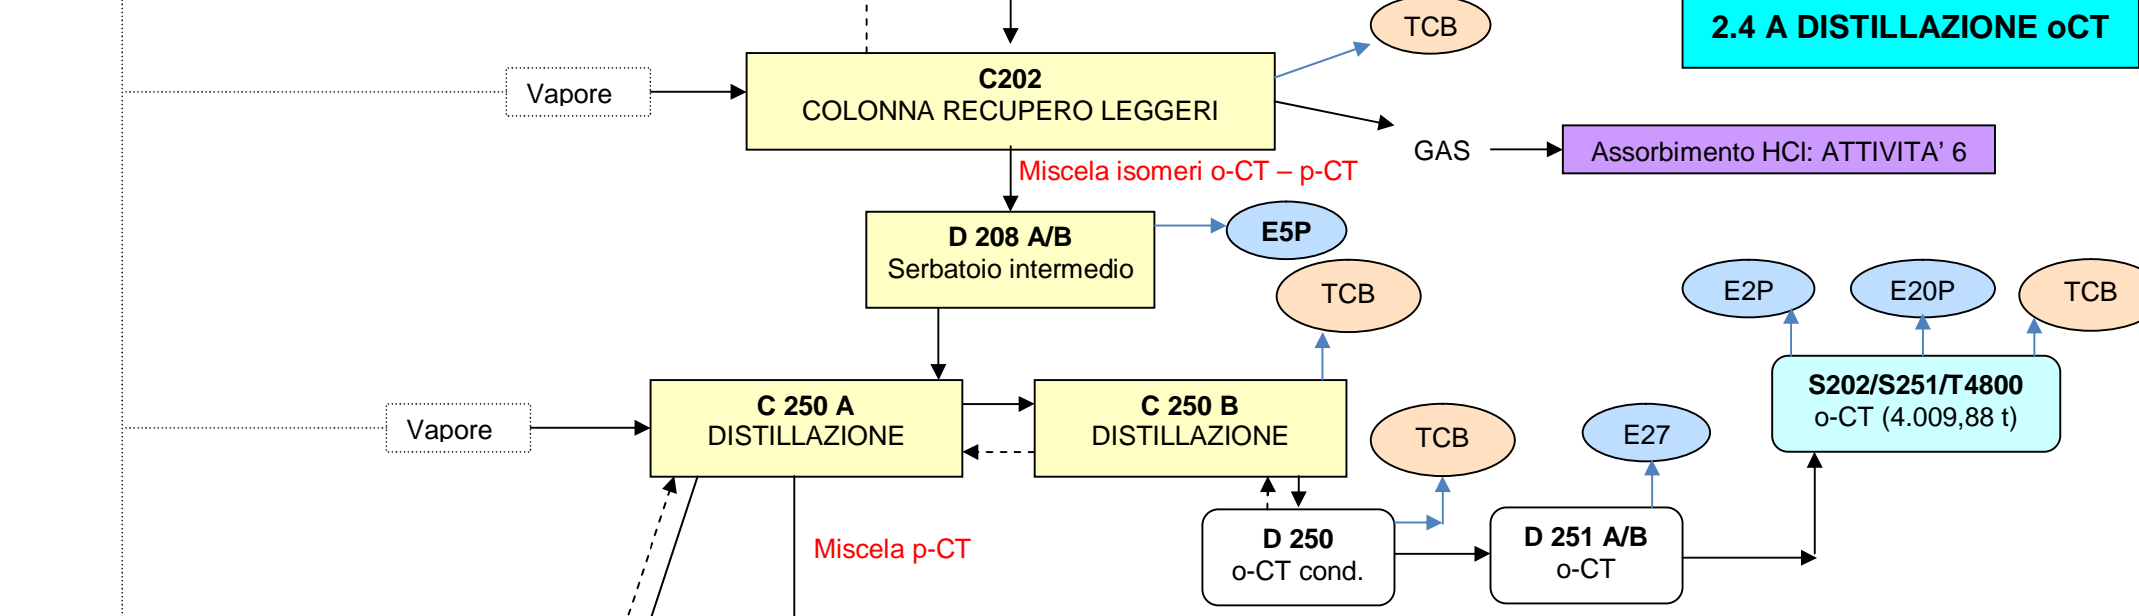 TCB
2.4 A DISTILLAZIONE oCT
C202
COLONNA RECUPERO LEGGERI
Vapore
GAS
Assorbimento HCl: ATTIVITA' 6
Miscela isomeri o-CT – p-CT
D 208 A/B
Serbatoio intermedio
E5P
TCB
E2P
E20P
TCB
Vapore
C 250 A
DISTILLAZIONE
C 250 B
DISTILLAZIONE
TCB
E27
S202/S251/T4800
o-CT (4.009,88 t)
Miscela p-CT
D 250
o-CT cond.
D 251 A/B
o-CT